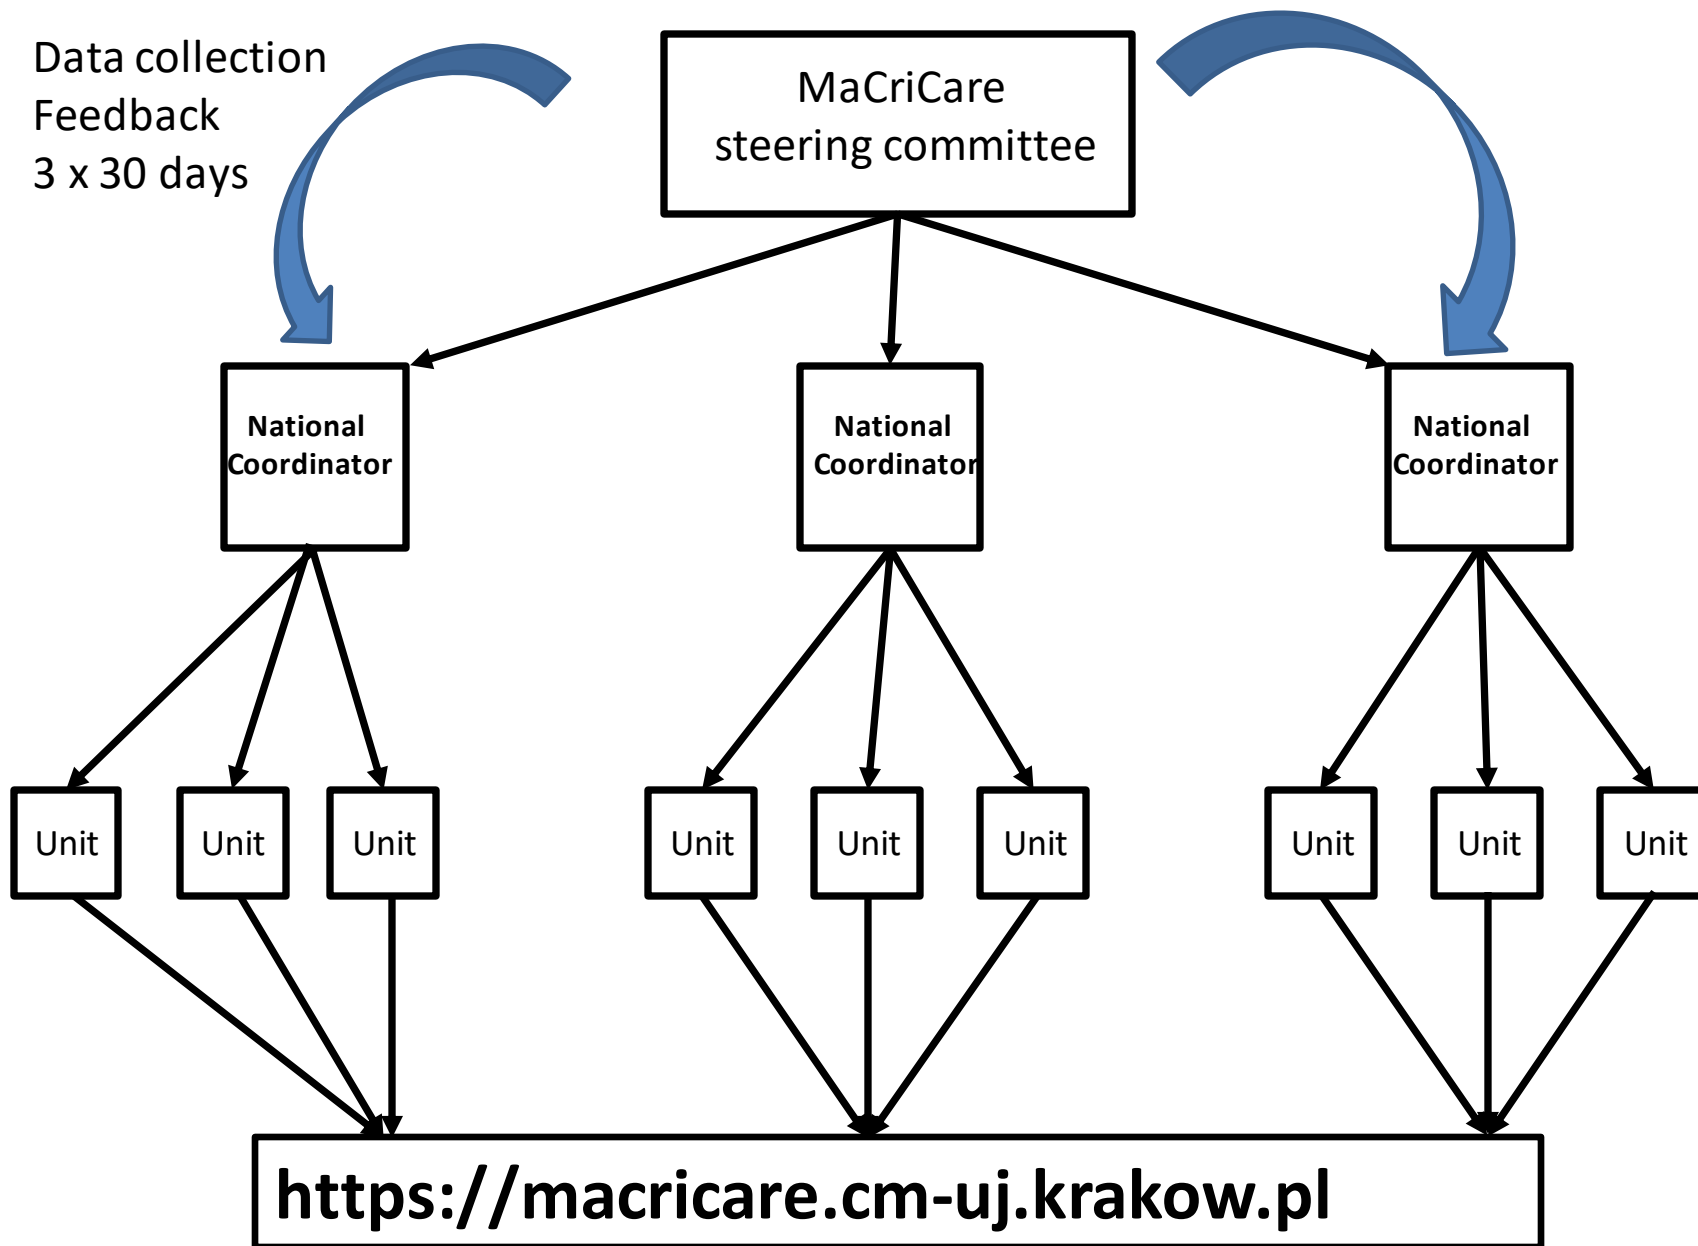 Data collection
Feedback
3 x 30 days
MaCriCare
steering committee
National
Coordinator
National
Coordinator
National
Coordinator
Unit
Unit
Unit
Unit
Unit
Unit
Unit
Unit
Unit
https://macricare.cm-uj.krakow.pl